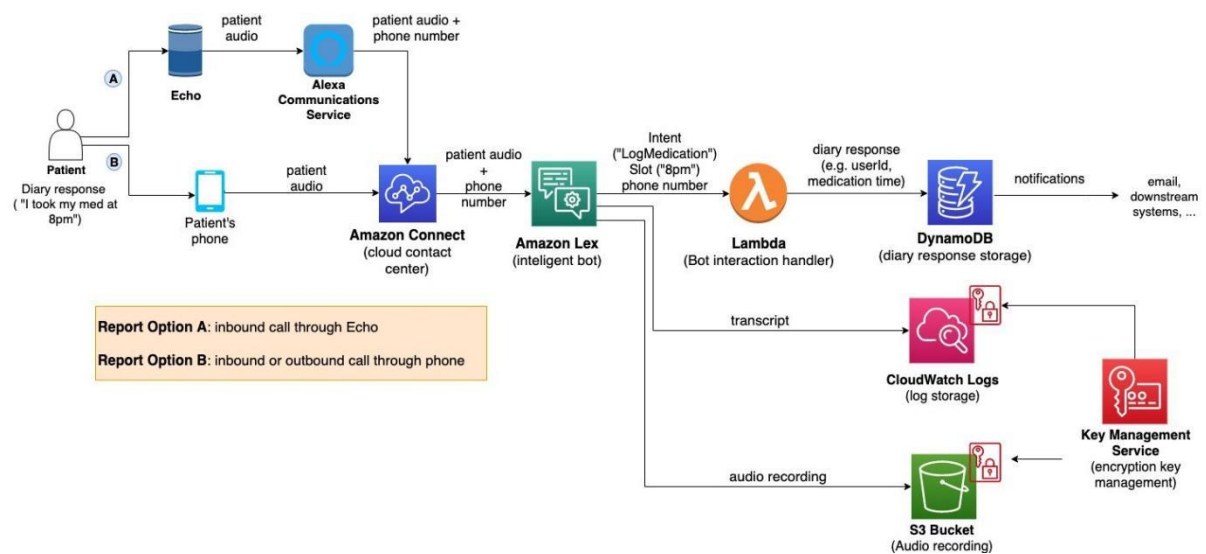 patient
audio
patient audio +
phone number
A
Echo
Alexa
Communications
Service
B
Patient
Diary response
( "I took my med at
8pm")
Patient's
phone
patient
audio
Amazon Connect
(cloud contact
center)
patient audio
+
phone
number
Amazon Lex
(inteligent bot)
Intent
("LogMedication")
Slot ("8pm")
phone number
Lambda
(Bot interaction handler)
diary response
(e.g. userId,
medication time)
DynamoDB
(diary response storage)
notifications
email,
downstream
systems, ...
Report Option A: inbound call through Echo
Report Option B: inbound or outbound call through phone
transcript
CloudWatch Logs
(log storage)
Key Management
Service
(encryption key
management)
audio recording
S3 Bucket
(Audio recording)